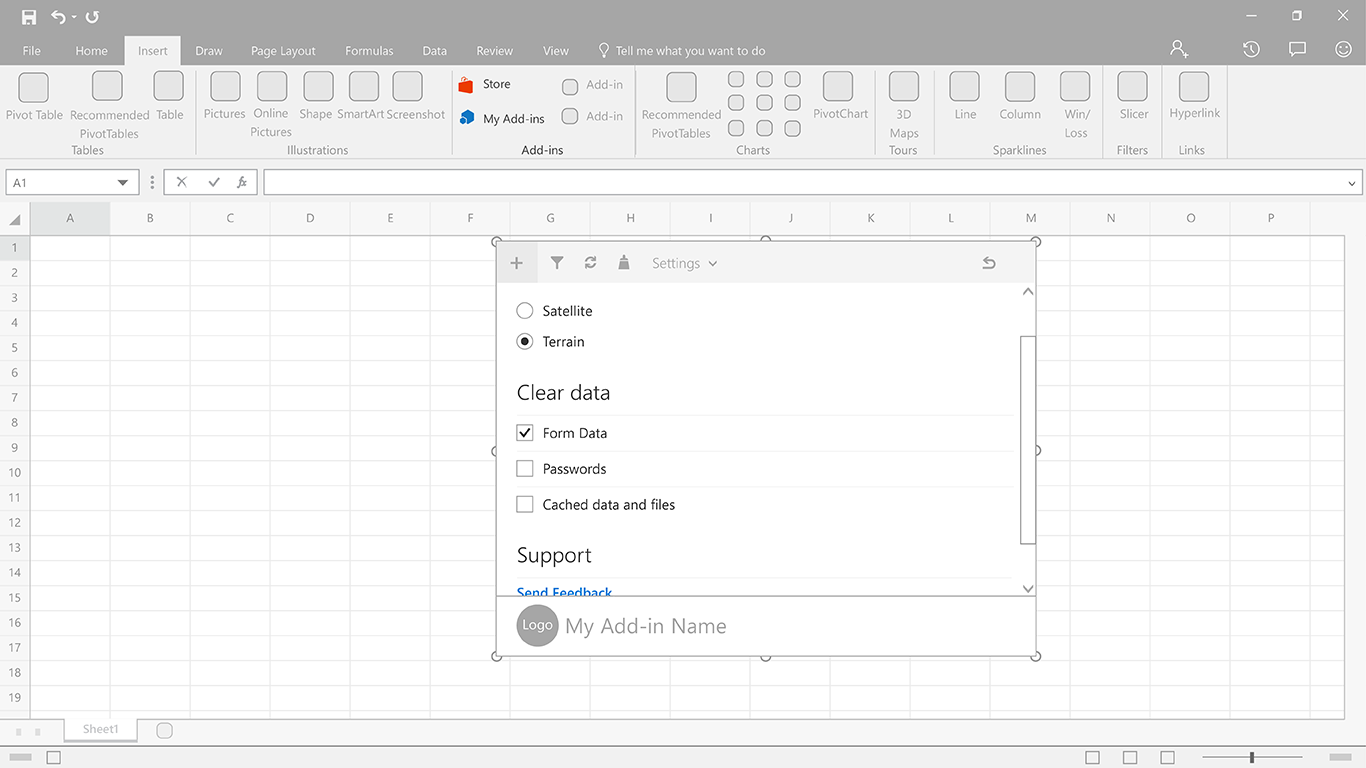 File Home Insert Draw Page Layout Formulas Data Review View Tell me what you want to do
Pivot Table
Recommended
PivotTables
Table
Tables
Pictures
Online
Pictures
Shape
SmartArt
Screenshot
Illustrations
Store
My Add-ins
Add-in
Add-in
Add-ins
Recommended
PivotTables
PivotChart
Charts
3D
Maps
Tours
Line
Column
Win/
Loss
Sparklines
Slicer
Filters
Hyperlink
Links
A1 fx
A B C D E F G H I J K L M N O P
1
2
3
4
5
6
7
8
9
10
11
12
13
14
15
16
17
18
19
Settings
Satellite
Terrain
Clear data
Form Data
Passwords
Cached data and files
Support
Send Feedback
Logo My Add-in Name
Sheet1